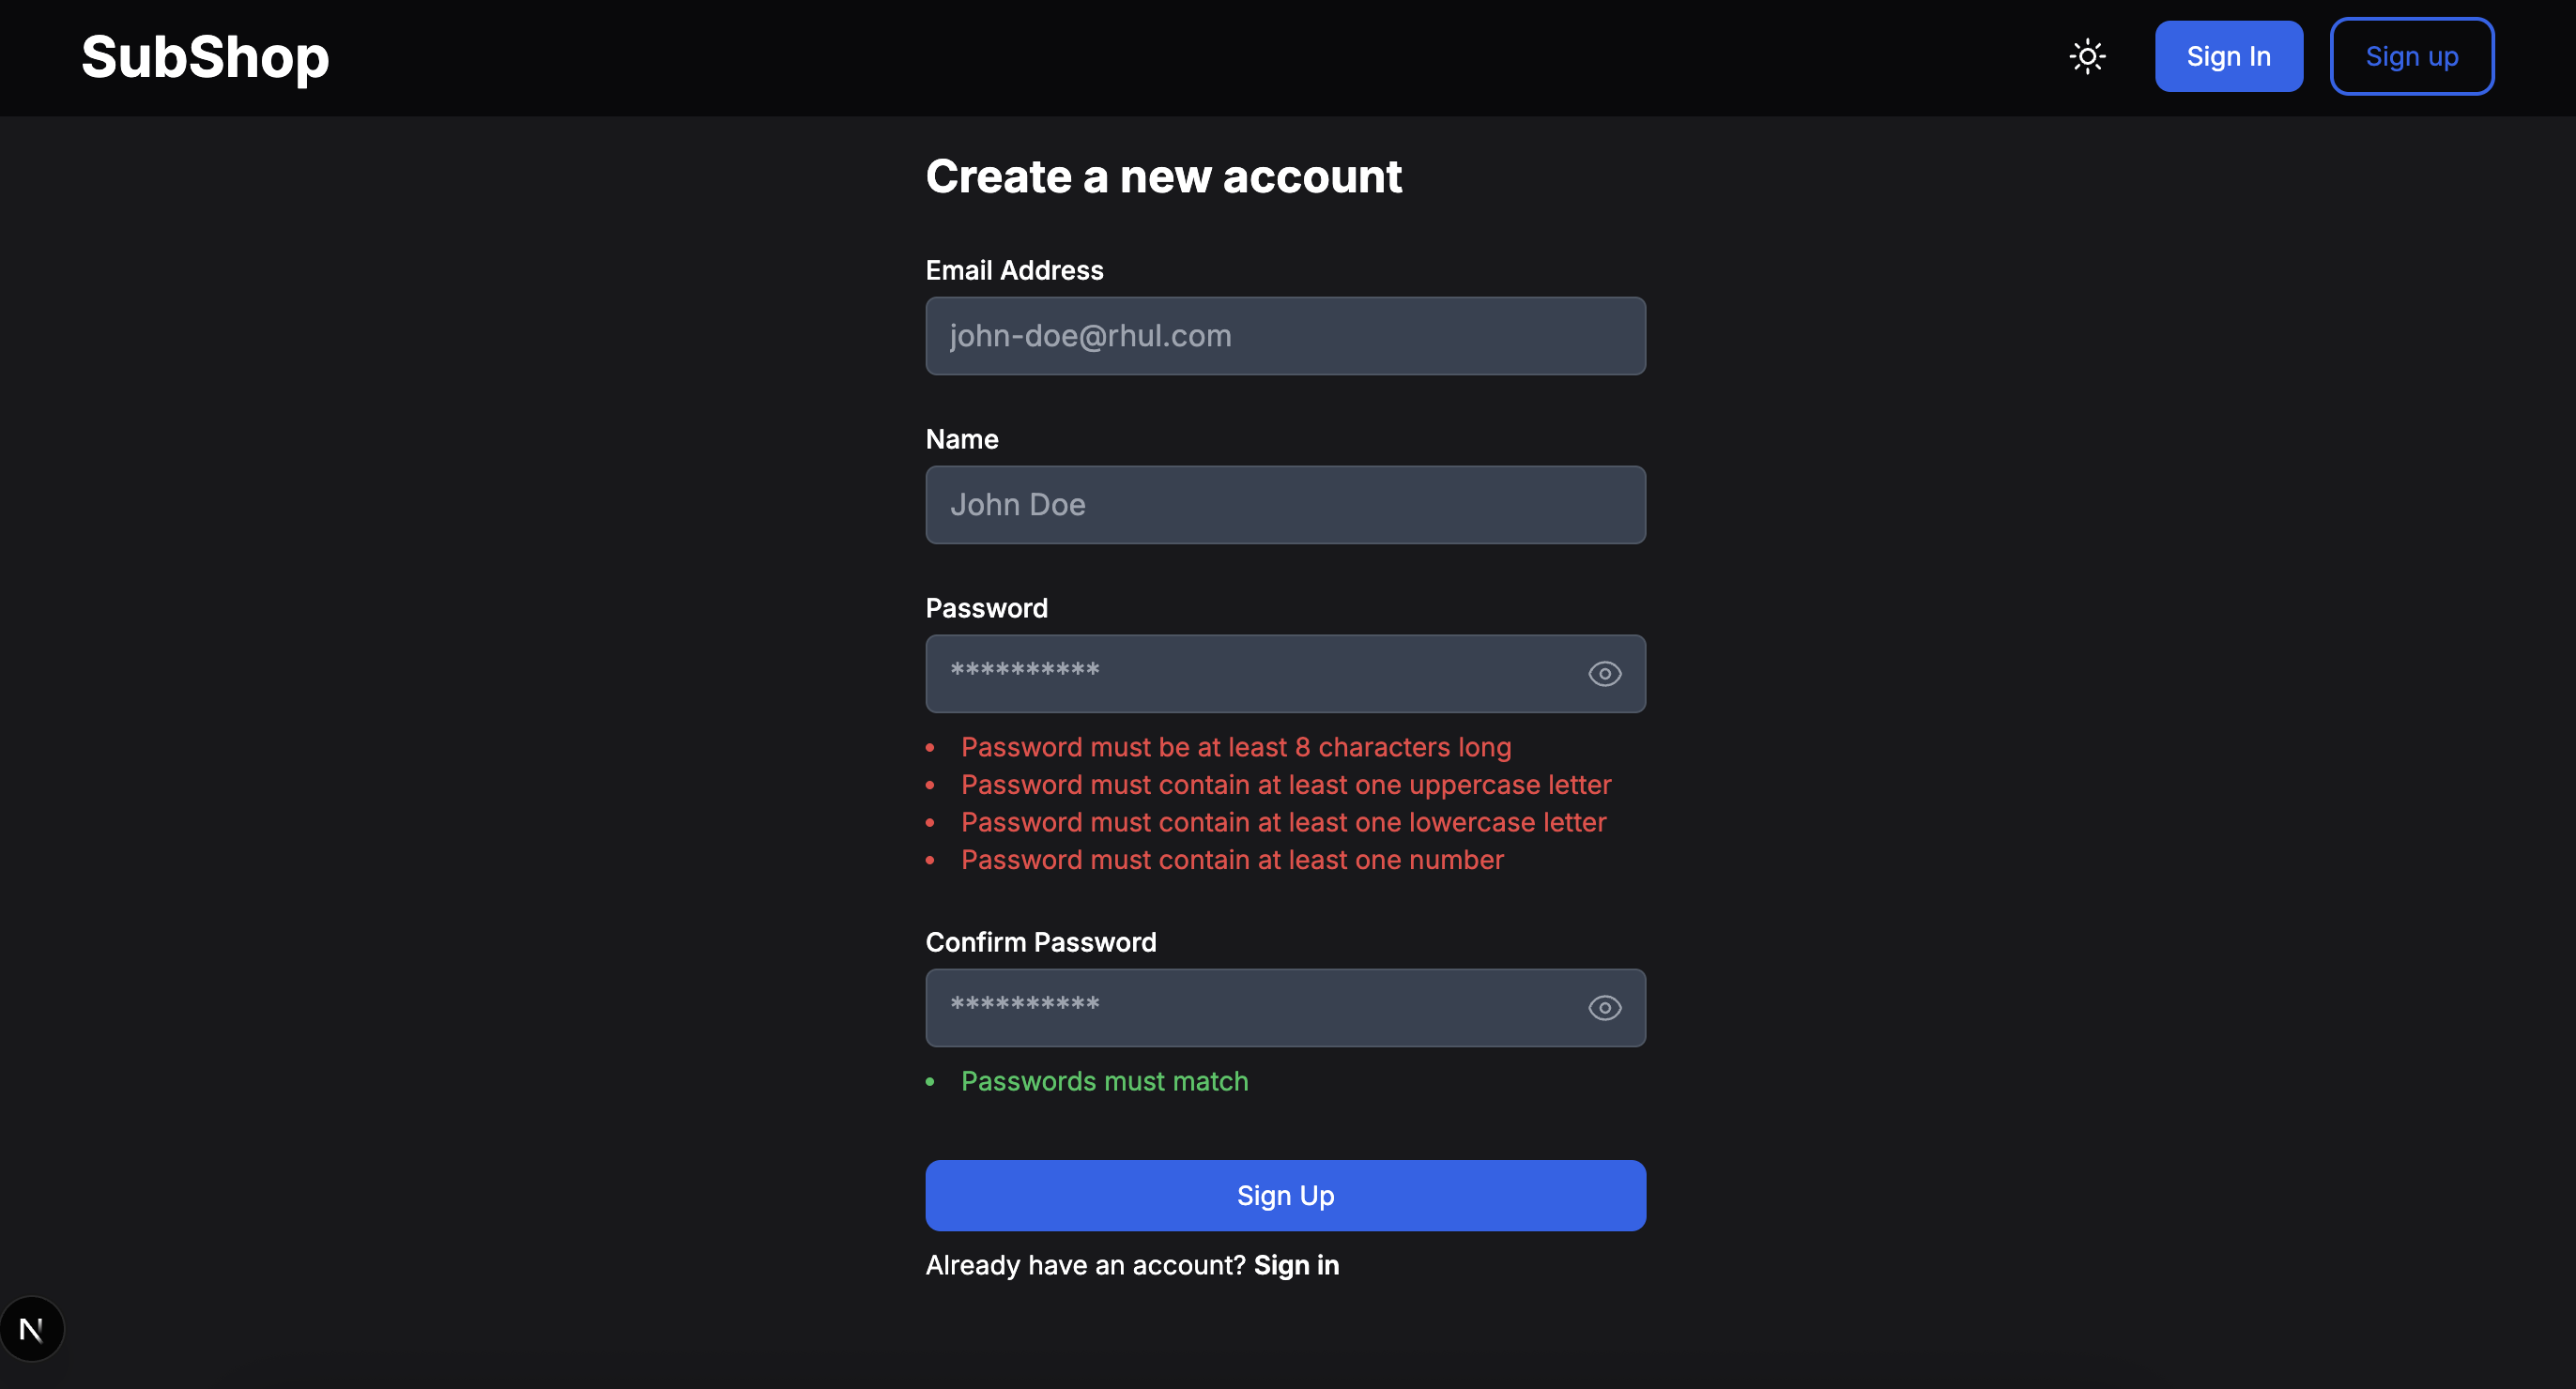 SubShop
Sign In
Sign up
Create a new account
Email Address
john-doe@rhul.com
Name
John Doe
Password
**********
• Password must be at least 8 characters long
• Password must contain at least one uppercase letter
• Password must contain at least one lowercase letter
• Password must contain at least one number
Confirm Password
**********
• Passwords must match
Sign Up
Already have an account? Sign in
N